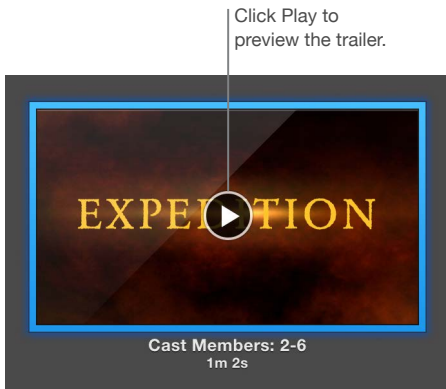 Click Play to
preview the trailer.
EXPEDITION
Cast Members: 2-6
1m 2s